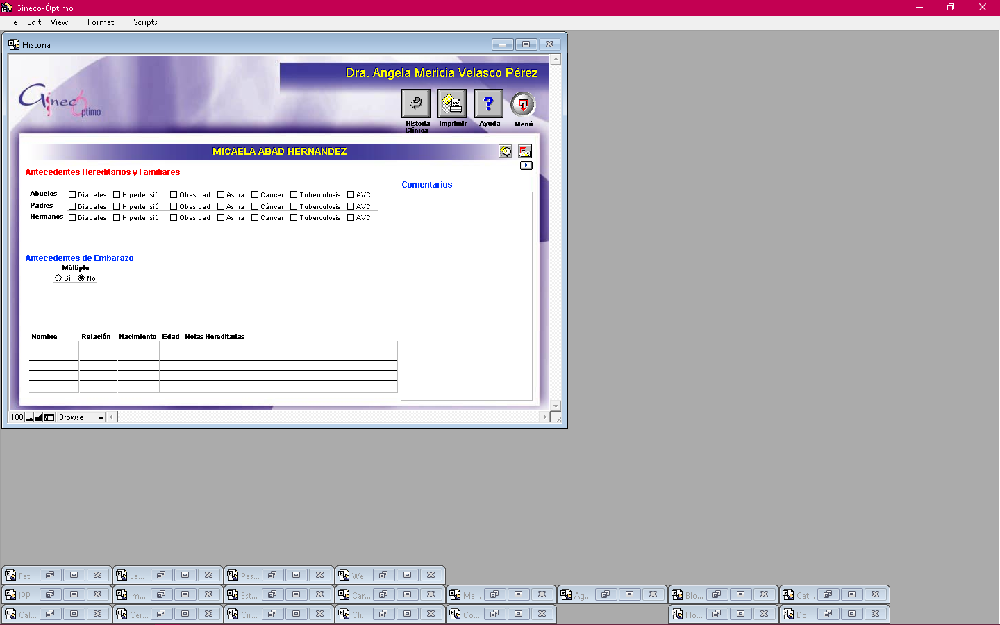 Gineco-Óptimo
File Edit View Format Scripts
Historia
Dra. Angela Mericia Velasco Pérez
Gineco Óptimo
Historia Clínica
Imprimir
Ayuda
Menú
MICAELA ABAD HERNANDEZ
Antecedentes Hereditarios y Familiares
Comentarios
Abuelos Diabetes Hipertensión Obesidad Asma Cáncer Tuberculosis AVC
Padres Diabetes Hipertensión Obesidad Asma Cáncer Tuberculosis AVC
Hermanos Diabetes Hipertensión Obesidad Asma Cáncer Tuberculosis AVC
Antecedentes de Embarazo
Múltiple
Sí No
Nombre Relación Nacimiento Edad Notas Hereditarias
100 Browse
Fet... La... Pes... We...
IPP Im... Est... Car... Me... Ag... Blo... Cat...
Cal... Cer... Cir... Clí... Co... Ho... Do...